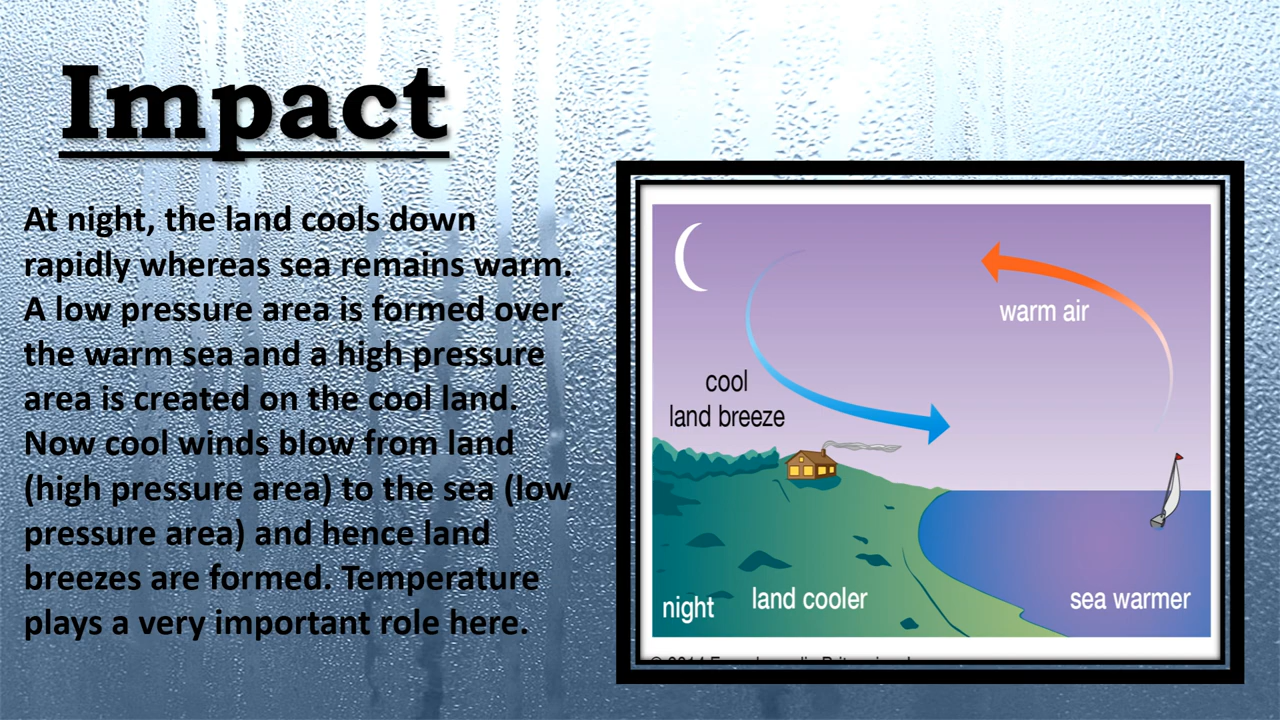 Impact
At night, the land cools down
rapidly whereas sea remains warm.
A low pressure area is formed over
the warm sea and a high pressure
area is created on the cool land.
Now cool winds blow from land
(high pressure area) to the sea (low
pressure area) and hence land
breezes are formed. Temperature
plays a very important role here.
warm air
cool
land breeze
night
land cooler
sea warmer